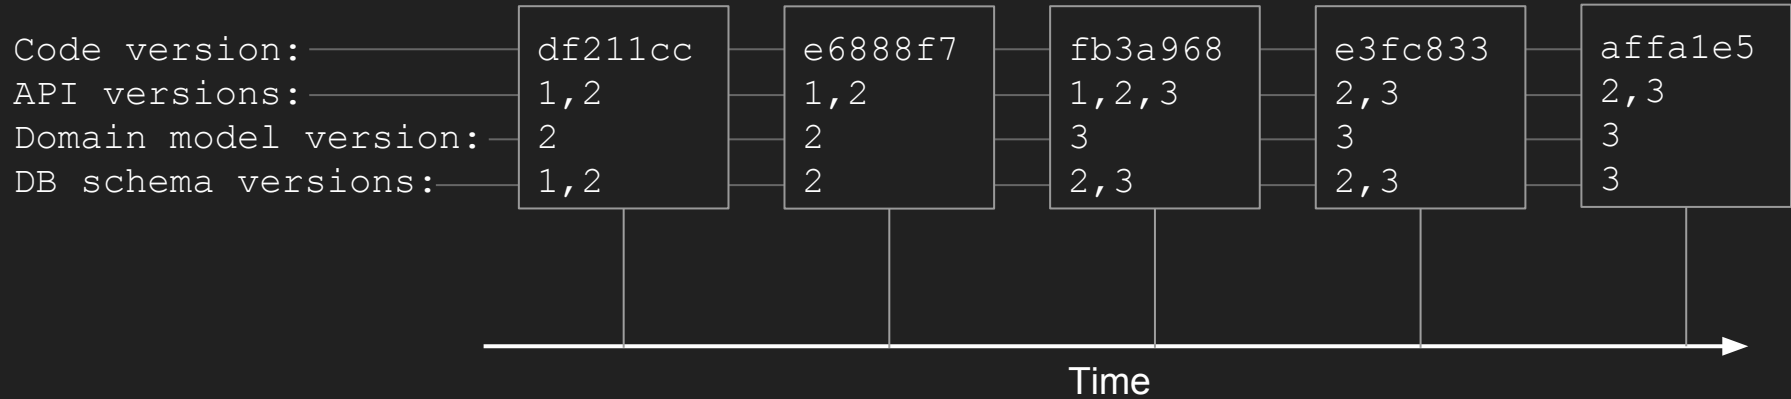 Code version: df211cc e6888f7 fb3a968 e3fc833 affa1e5
API versions: 1,2 1,2 1,2,3 2,3 2,3
Domain model version: 2 2 3 3 3
DB schema versions: 1,2 2 2,3 2,3 3
Time